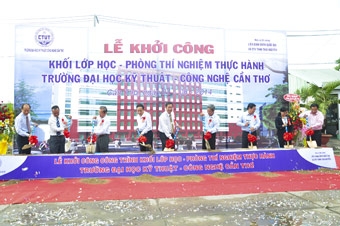 CTUT
LỄ KHỞI CÔNG
KHỐI LỚP HỌC - PHÒNG THÍ NGHIỆM THỰC HÀNH
TRƯỜNG ĐẠI HỌC KỸ THUẬT - CÔNG NGHỆ CẦN THƠ
LỄ KHỞI CÔNG CÔNG TRÌNH KHỐI LỚP HỌC - PHÒNG THÍ NGHIỆM THỰC HÀNH
TRƯỜNG ĐẠI HỌC KỸ THUẬT - CÔNG NGHỆ CẦN THƠ